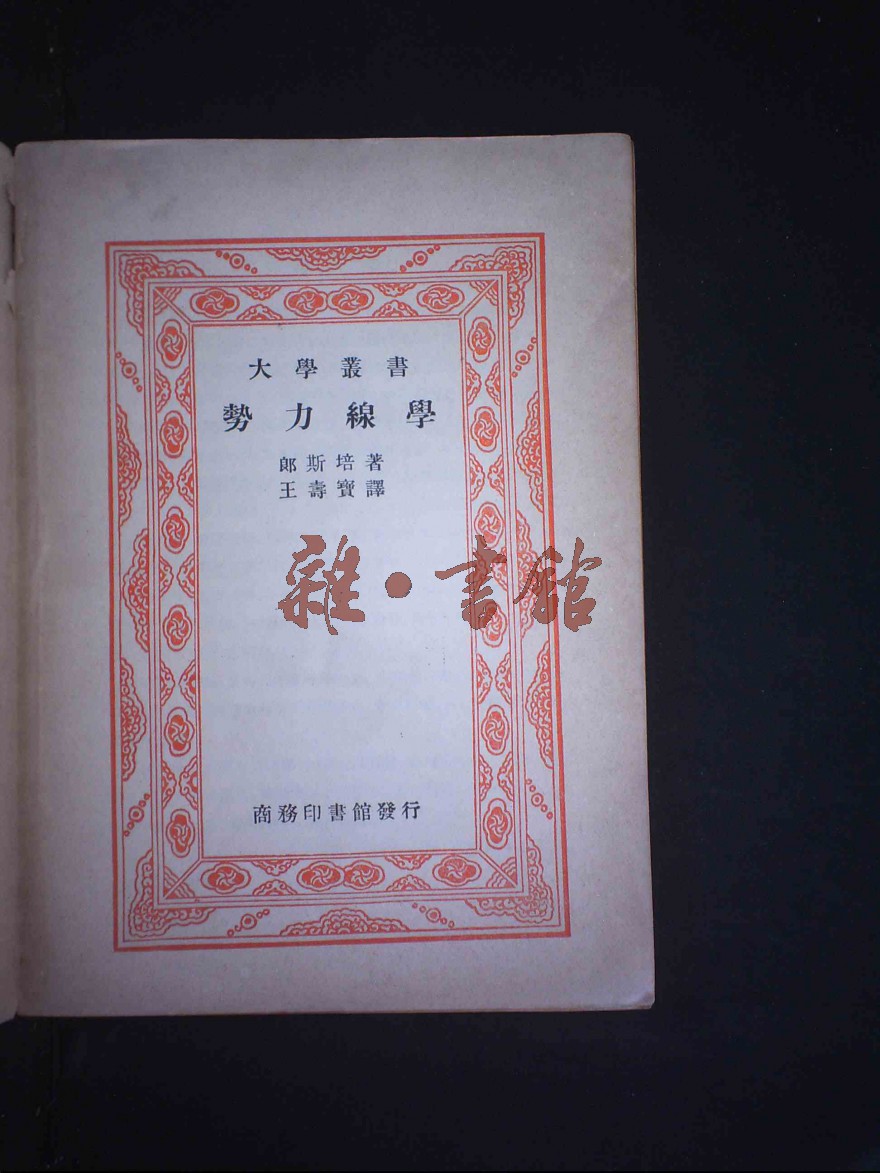 大學叢書
勢力線學
郞斯培著
王壽寶譯
雜·書館
商務印書館發行